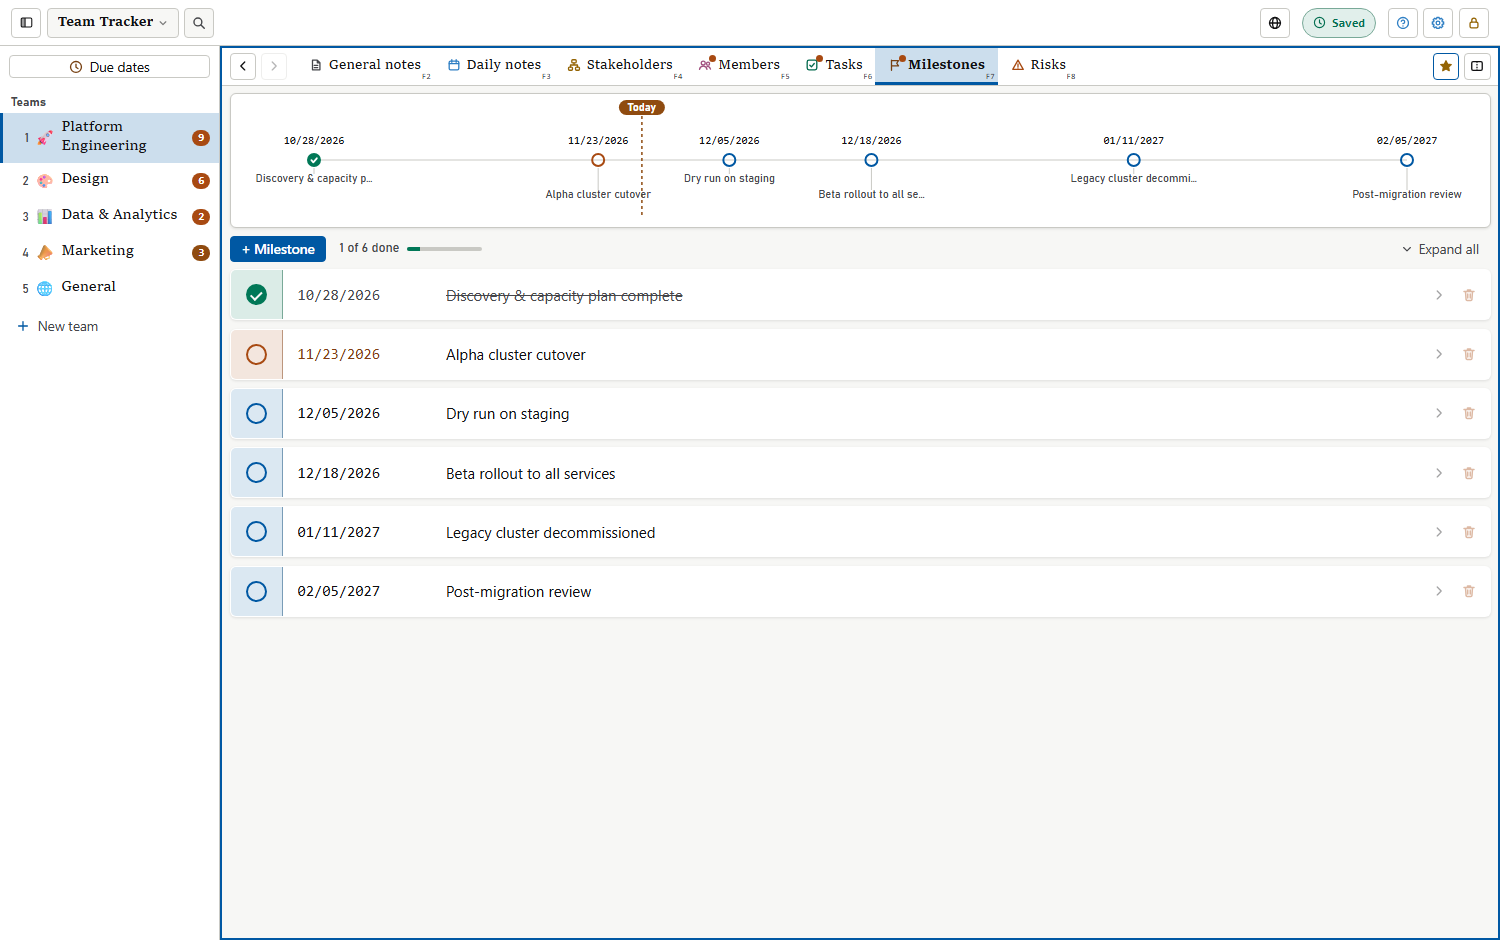 Team Tracker
Saved
Due dates
Teams
1 Platform Engineering 9
2 Design 6
3 Data & Analytics 2
4 Marketing 3
5 General
+ New team
General notes F2
Daily notes F3
Stakeholders F4
Members F5
Tasks F6
Milestones F7
Risks F8
Today
10/28/2026 11/23/2026 12/05/2026 12/18/2026 01/11/2027 02/05/2027
Discovery & capacity p... Dry run on staging Legacy cluster decommi...
Alpha cluster cutover Beta rollout to all se... Post-migration review
+ Milestone 1 of 6 done Expand all
10/28/2026 Discovery & capacity plan complete
11/23/2026 Alpha cluster cutover
12/05/2026 Dry run on staging
12/18/2026 Beta rollout to all services
01/11/2027 Legacy cluster decommissioned
02/05/2027 Post-migration review